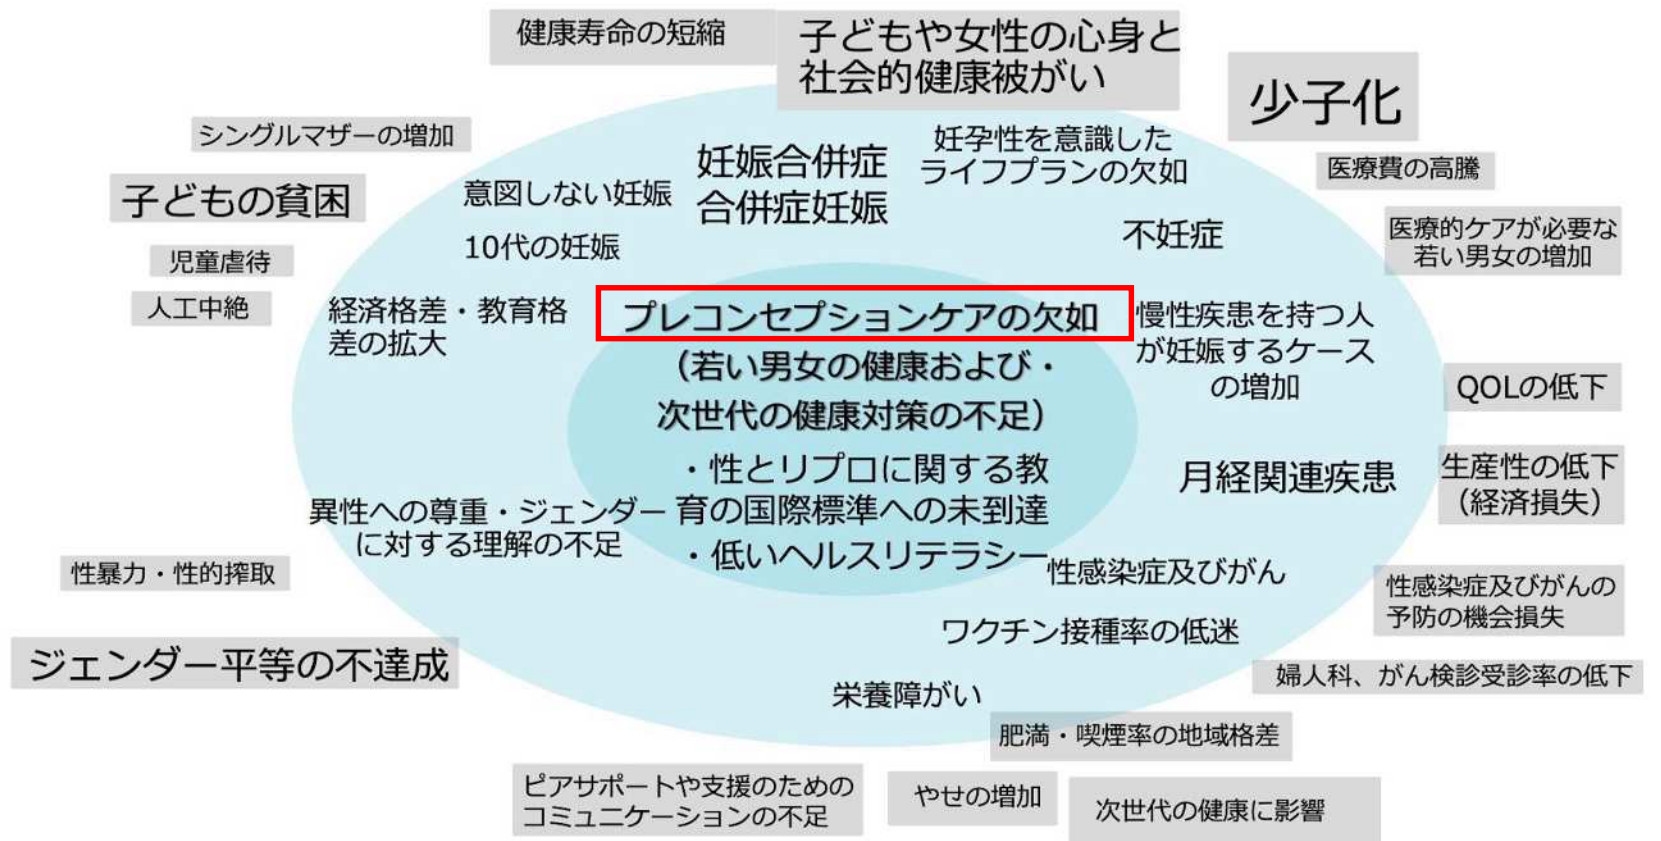 健康寿命の短縮
子どもや女性の心身と
社会的健康被がい
少子化
シングルマザーの増加
妊娠合併症
合併症妊娠
妊孕性を意識した
ライフプランの欠如
医療費の高騰
子どもの貧困
意図しない妊娠
10代の妊娠
不妊症
医療的ケアが必要な
若い男女の増加
児童虐待
人工中絶
経済格差・教育格
差の拡大
プレコンセプションケアの欠如
（若い男女の健康および・
次世代の健康対策の不足）
・性とリプロに関する教
育の国際標準への未到達
・低いヘルスリテラシー
慢性疾患を持つ人
が妊娠するケース
の増加
QOLの低下
月経関連疾患
生産性の低下
（経済損失）
異性への尊重・ジェンダー
に対する理解の不足
性暴力・性的搾取
性感染症及びがん
性感染症及びがんの
予防の機会損失
ワクチン接種率の低迷
ジェンダー平等の不達成
婦人科、がん検診受診率の低下
栄養障がい
肥満・喫煙率の地域格差
ピアサポートや支援のための
コミュニケーションの不足
やせの増加
次世代の健康に影響